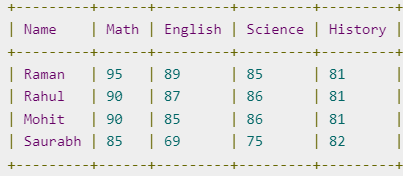 +---------+------+---------+---------+---------+
| Name    | Math | English | Science | History |
+---------+------+---------+---------+---------+
| Raman   | 95   | 89      | 85      | 81      |
| Rahul   | 90   | 87      | 86      | 81      |
| Mohit   | 90   | 85      | 86      | 81      |
| Saurabh | 85   | 69      | 75      | 82      |
+---------+------+---------+---------+---------+